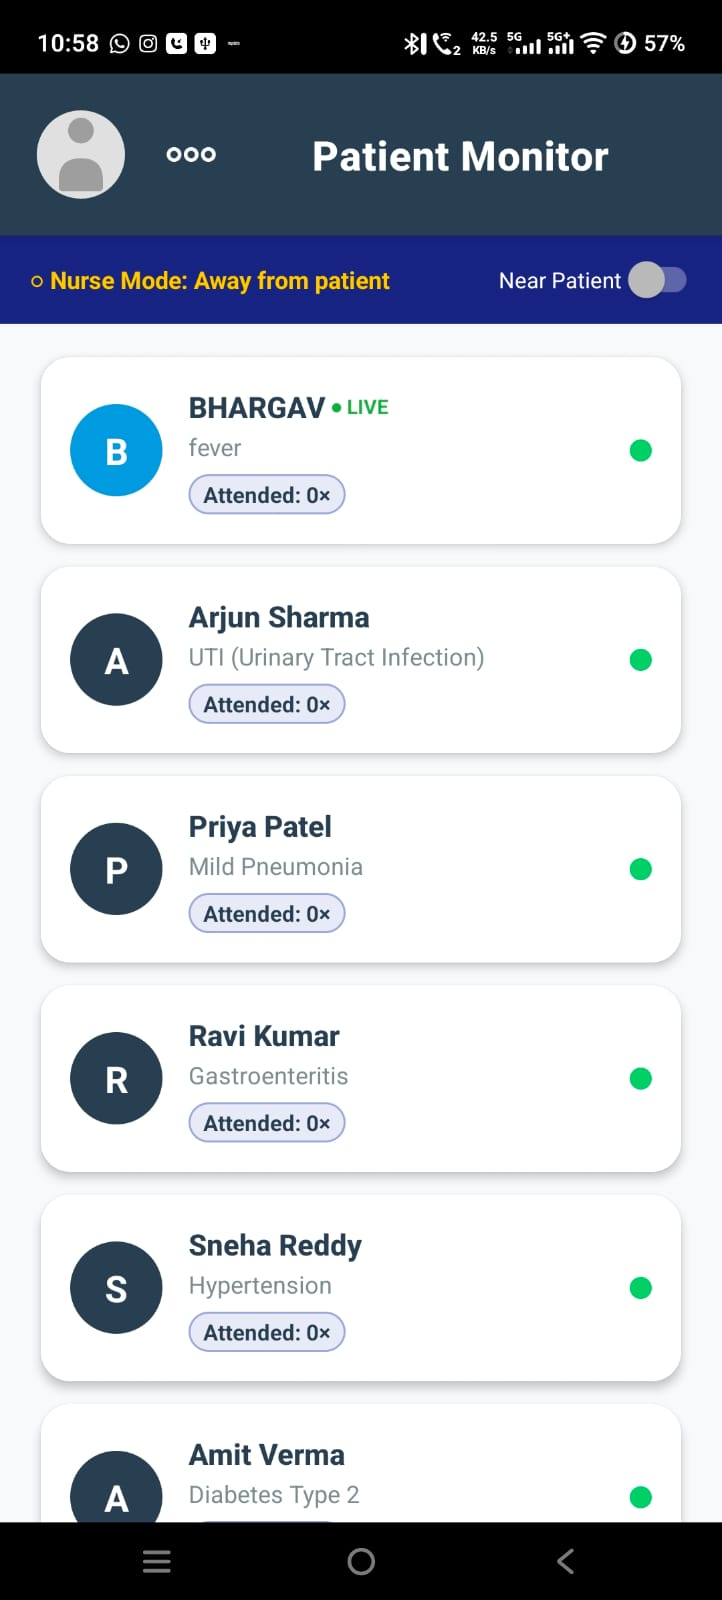 10:58 2 42.5 KB/s 5G 5G+ 57%
Patient Monitor
Nurse Mode: Away from patient Near Patient
B
BHARGAV • LIVE
fever
Attended: 0×
A
Arjun Sharma
UTI (Urinary Tract Infection)
Attended: 0×
P
Priya Patel
Mild Pneumonia
Attended: 0×
R
Ravi Kumar
Gastroenteritis
Attended: 0×
S
Sneha Reddy
Hypertension
Attended: 0×
A
Amit Verma
Diabetes Type 2